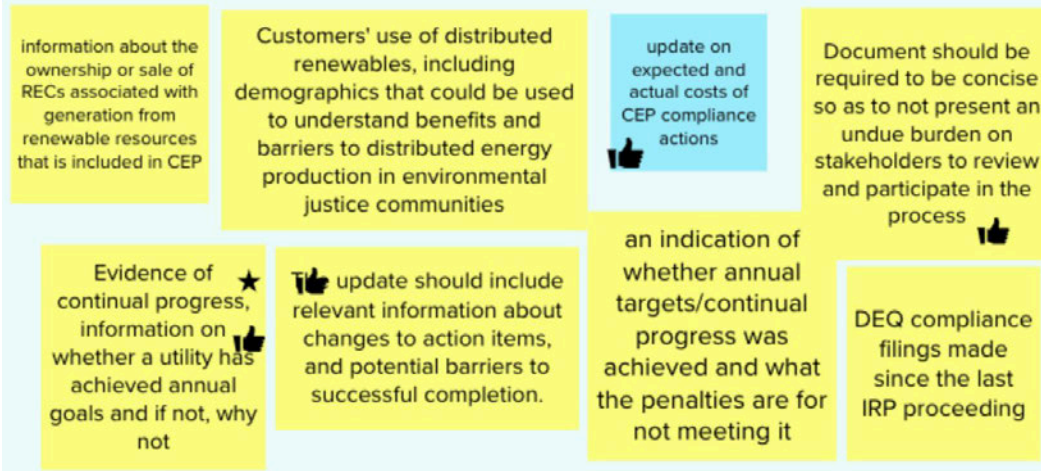 information about the
ownership or sale of
RECs associated with
generation from
renewable resources
that is included in CEP
Customers' use of distributed
renewables, including
demographics that could be used
to understand benefits and
barriers to distributed energy
production in environmental
justice communities
update on
expected and
actual costs of
CEP compliance
actions
Document should be
required to be concise
so as to not present an
undue burden on
stakeholders to review
and participate in the
process
Evidence of
continual progress,
information on
whether a utility has
achieved annual
goals and if not, why
not
update should include
relevant information about
changes to action items,
and potential barriers to
successful completion.
an indication of
whether annual
targets/continual
progress was
achieved and what
the penalties are for
not meeting it
DEQ compliance
filings made
since the last
IRP proceeding